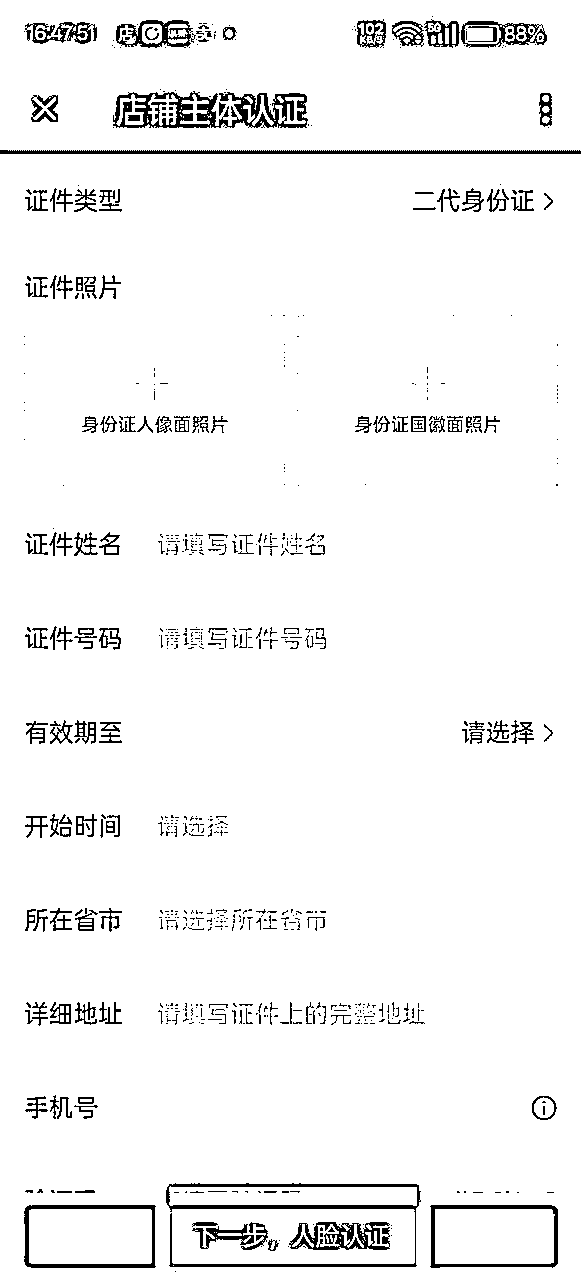 16:47:51 102 KB/s 5G 88%
店铺主体认证
证件类型 二代身份证
证件照片
身份证人像面照片 身份证国徽面照片
证件姓名 请填写证件姓名
证件号码 请填写证件号码
有效期至 请选择
开始时间 请选择
所在省市 请选择所在省市
详细地址 请填写证件上的完整地址
手机号
下一步，人脸认证